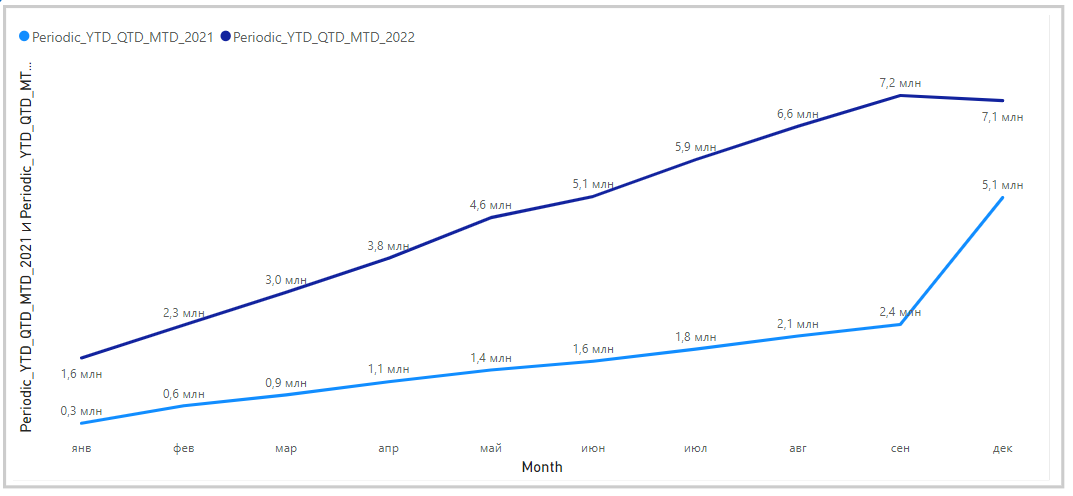 Periodic_YTD_QTD_MTD_2021 Periodic_YTD_QTD_MTD_2022
Periodic_YTD_QTD_MTD_2021 и Periodic_YTD_QTD_MT...
7,2 млн
6,6 млн
7,1 млн
5,9 млн
5,1 млн
5,1 млн
4,6 млн
3,8 млн
3,0 млн
2,3 млн
2,4 млн
2,1 млн
1,8 млн
1,6 млн
1,4 млн
1,6 млн
1,1 млн
0,9 млн
0,6 млн
0,3 млн
янв фев мар апр май июн июл авг сен дек
Month